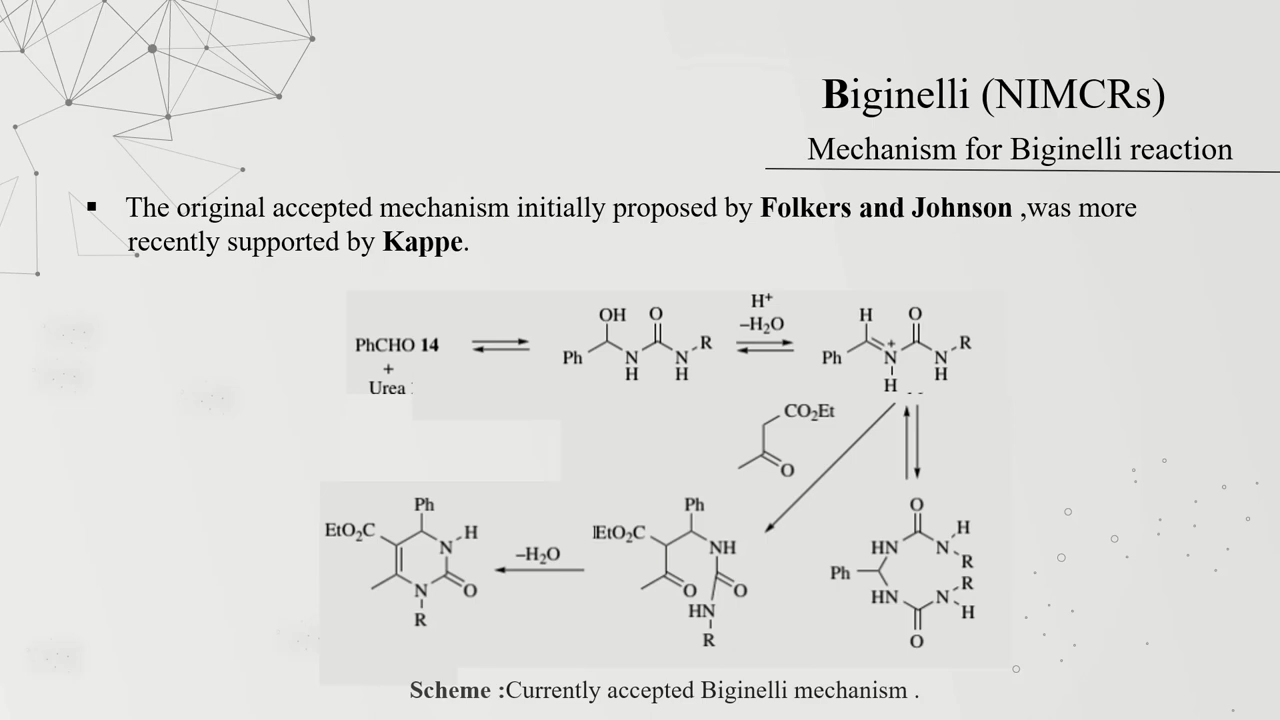 Biginelli (NIMCRs)
Mechanism for Biginelli reaction
▪ The original accepted mechanism initially proposed by Folkers and Johnson ,was more
recently supported by Kappe.
H⁺
–H₂O
OH O
H O
PhCHO 14
+
Urea
Ph N H N H R
Ph N + H N H R
CO₂Et
O
Ph
EtO₂C
N H
N O
R
–H₂O
Ph
EtO₂C
NH
O O
HN
R
O
HN N H R
Ph
HN N R H
O
Scheme :Currently accepted Biginelli mechanism .